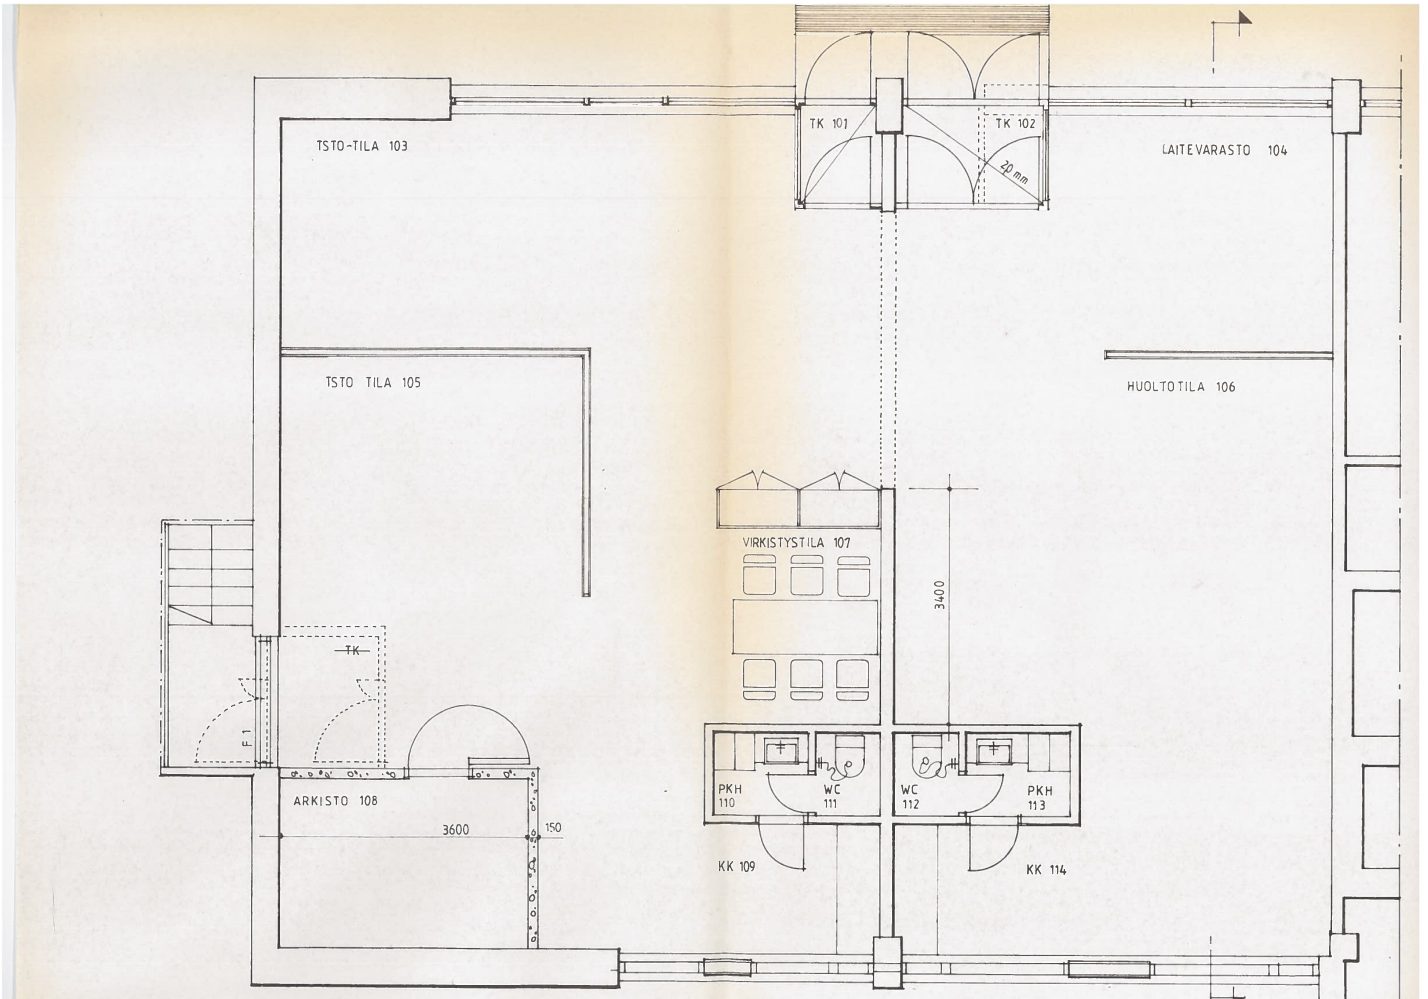 TK 101
TK 102
TSTO-TILA 103
LAITEVARASTO 104
20 mm
TSTO TILA 105
HUOLTOTILA 106
VIRKISTYSTILA 107
3400
TK
F.1
ARKISTO 108
3600
150
PKH
110
WC
111
WC
112
PKH
113
KK 109
KK 114